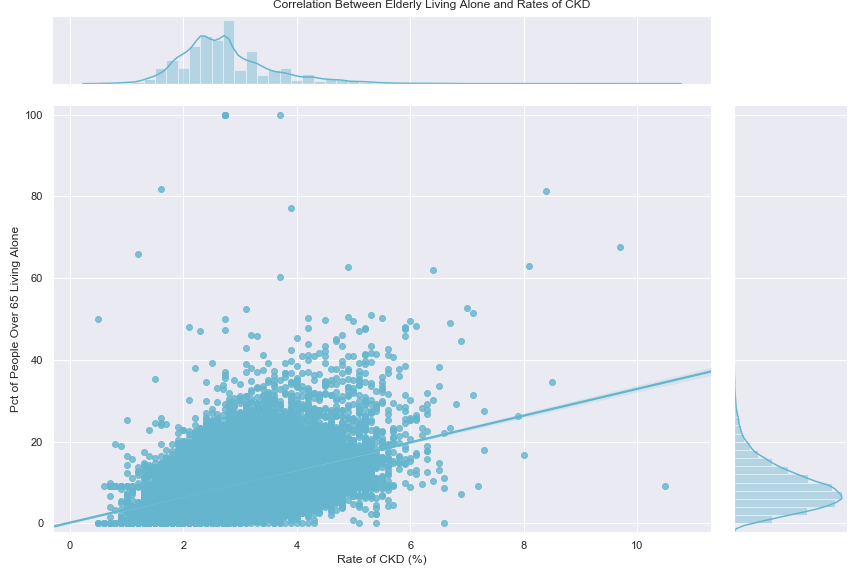 Correlation Between Elderly Living Alone and Rates of CKD
100
80
60
40
20
0
Pct of People Over 65 Living Alone
0 2 4 6 8 10
Rate of CKD (%)